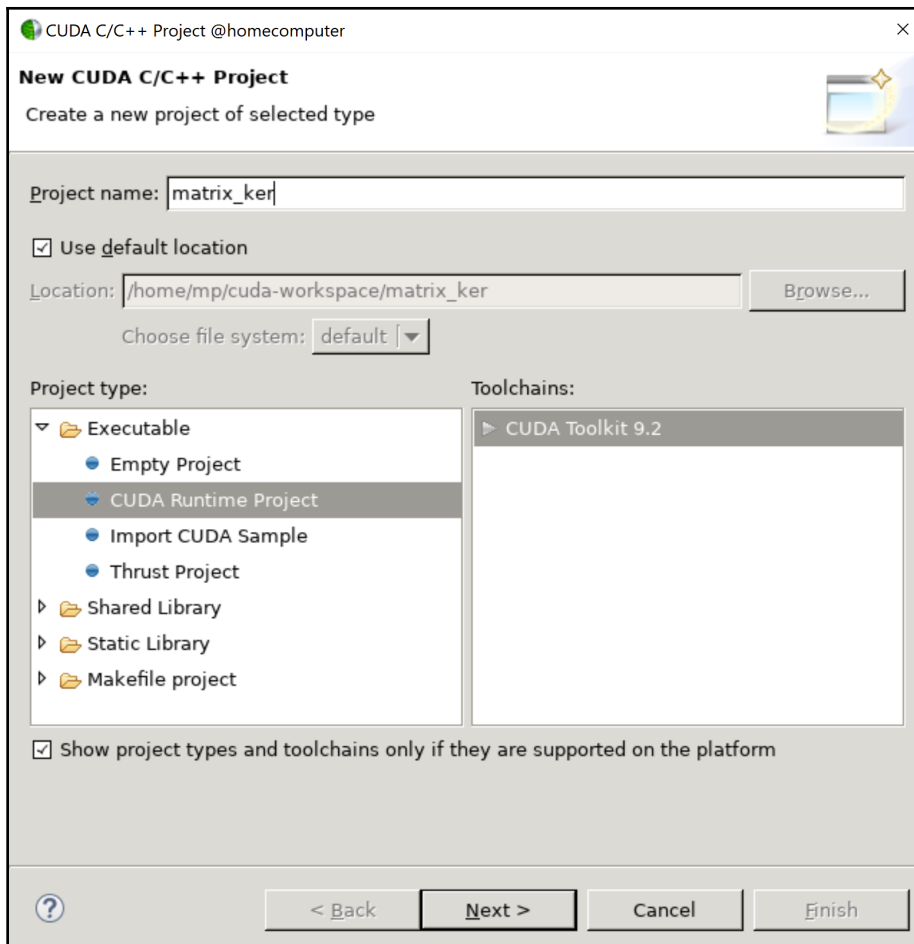 CUDA C/C++ Project @homecomputer
New CUDA C/C++ Project
Create a new project of selected type
Project name: matrix_ker
Use default location
Location: /home/mp/cuda-workspace/matrix_ker Browse...
Choose file system: default
Project type: Toolchains:
Executable CUDA Toolkit 9.2
Empty Project
CUDA Runtime Project
Import CUDA Sample
Thrust Project
Shared Library
Static Library
Makefile project
Show project types and toolchains only if they are supported on the platform
? < Back Next > Cancel Finish